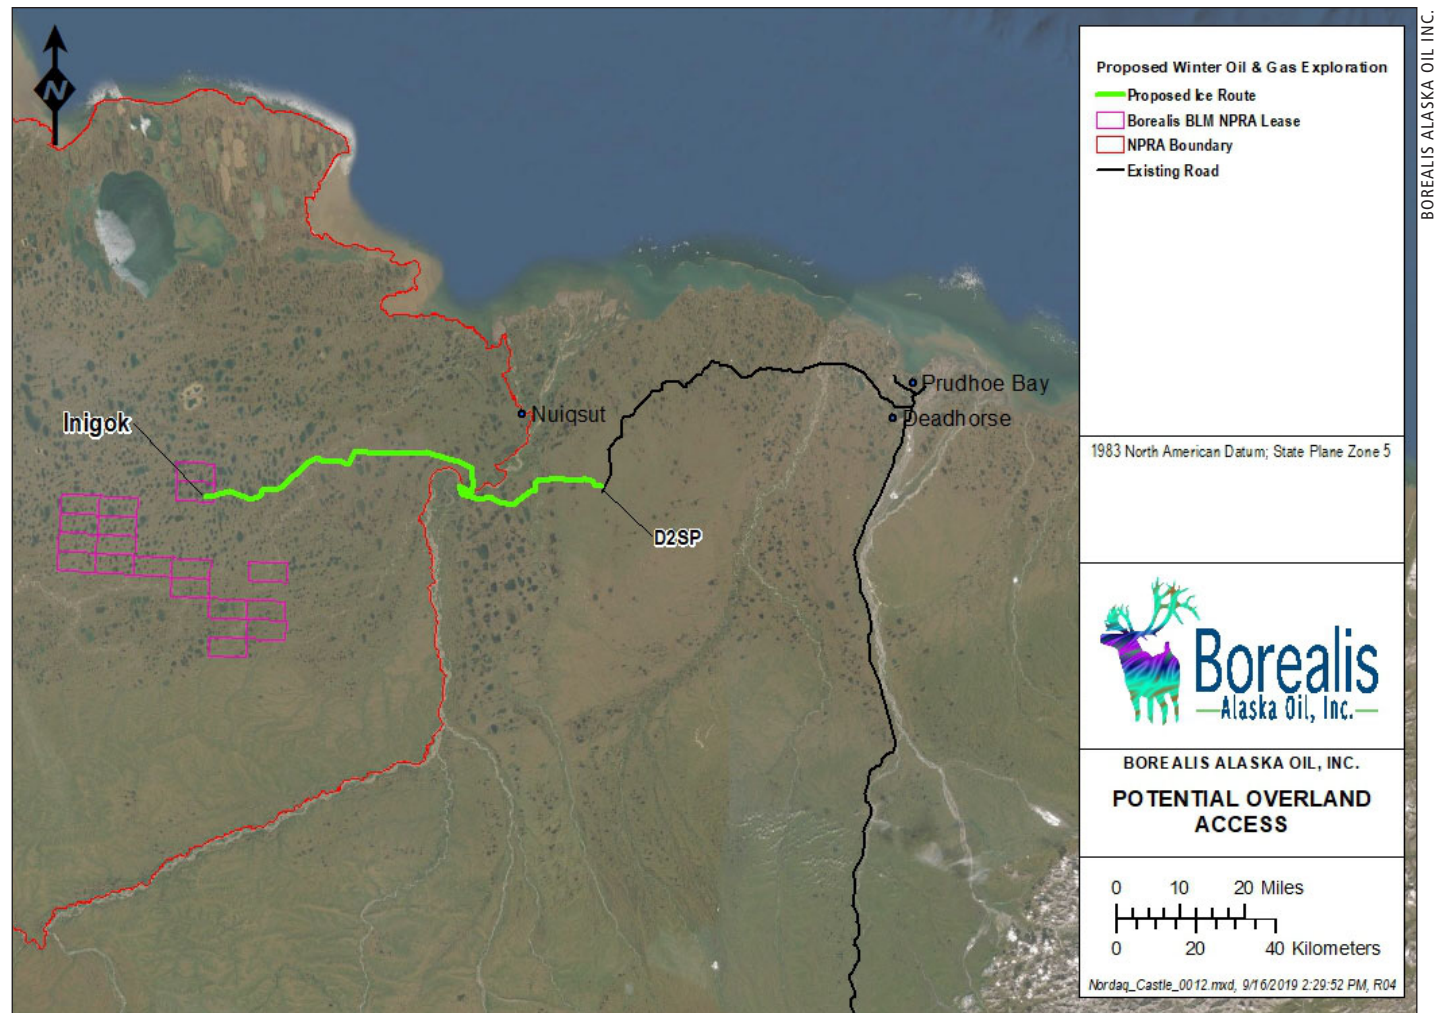 BOREALIS ALASKA OIL INC.
N
Proposed Winter Oil & Gas Exploration
Proposed Ice Route
Borealis BLM NPRA Lease
NPRA Boundary
Existing Road
Prudhoe Bay
Deadhorse
Nuiqsut
Inigok
D2SP
1983 North American Datum; State Plane Zone 5
Borealis
Alaska Oil, Inc.
BOREALIS ALASKA OIL, INC.
POTENTIAL OVERLAND
ACCESS
0 10 20 Miles
0 20 40 Kilometers
Nordaq_Castle_0012.mxd, 9/16/2019 2:29:52 PM, R04